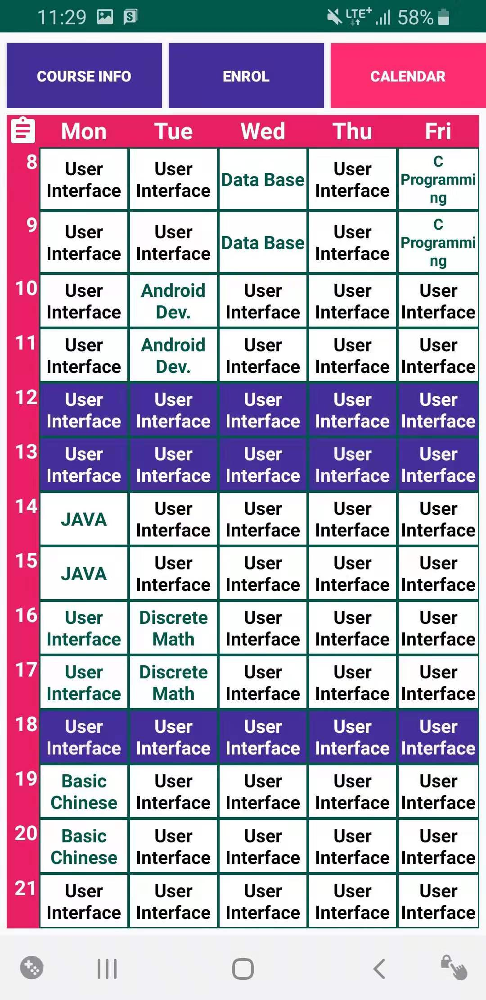 11:29 LTE+ 58%
COURSE INFO ENROL CALENDAR
Mon Tue Wed Thu Fri
8 User Interface User Interface Data Base User Interface C Programming
9 User Interface User Interface Data Base User Interface C Programming
10 User Interface Android Dev. User Interface User Interface User Interface
11 User Interface Android Dev. User Interface User Interface User Interface
12 User Interface User Interface User Interface User Interface User Interface
13 User Interface User Interface User Interface User Interface User Interface
14 JAVA User Interface User Interface User Interface User Interface
15 JAVA User Interface User Interface User Interface User Interface
16 User Interface Discrete Math User Interface User Interface User Interface
17 User Interface Discrete Math User Interface User Interface User Interface
18 User Interface User Interface User Interface User Interface User Interface
19 Basic Chinese User Interface User Interface User Interface User Interface
20 Basic Chinese User Interface User Interface User Interface User Interface
21 User Interface User Interface User Interface User Interface User Interface